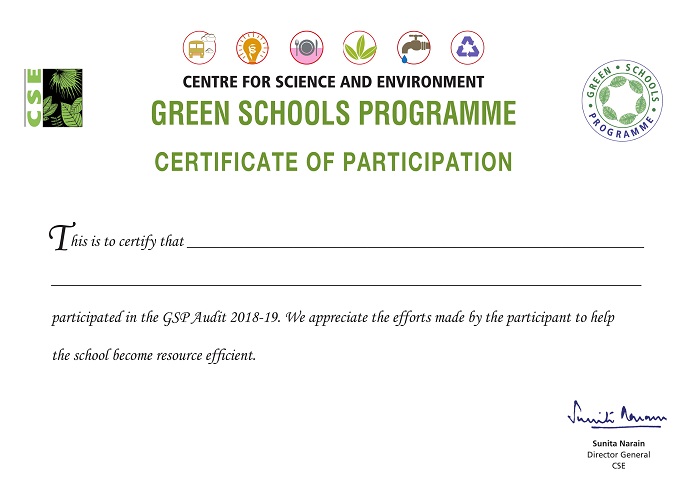 CENTRE FOR SCIENCE AND ENVIRONMENT
CSE
GREEN SCHOOLS PROGRAMME
GREEN • SCHOOLS • PROGRAMME •
CERTIFICATE OF PARTICIPATION
This is to certify that
participated in the GSP Audit 2018-19. We appreciate the efforts made by the participant to help
the school become resource efficient.
Sunita Narain
Sunita Narain
Director General
CSE